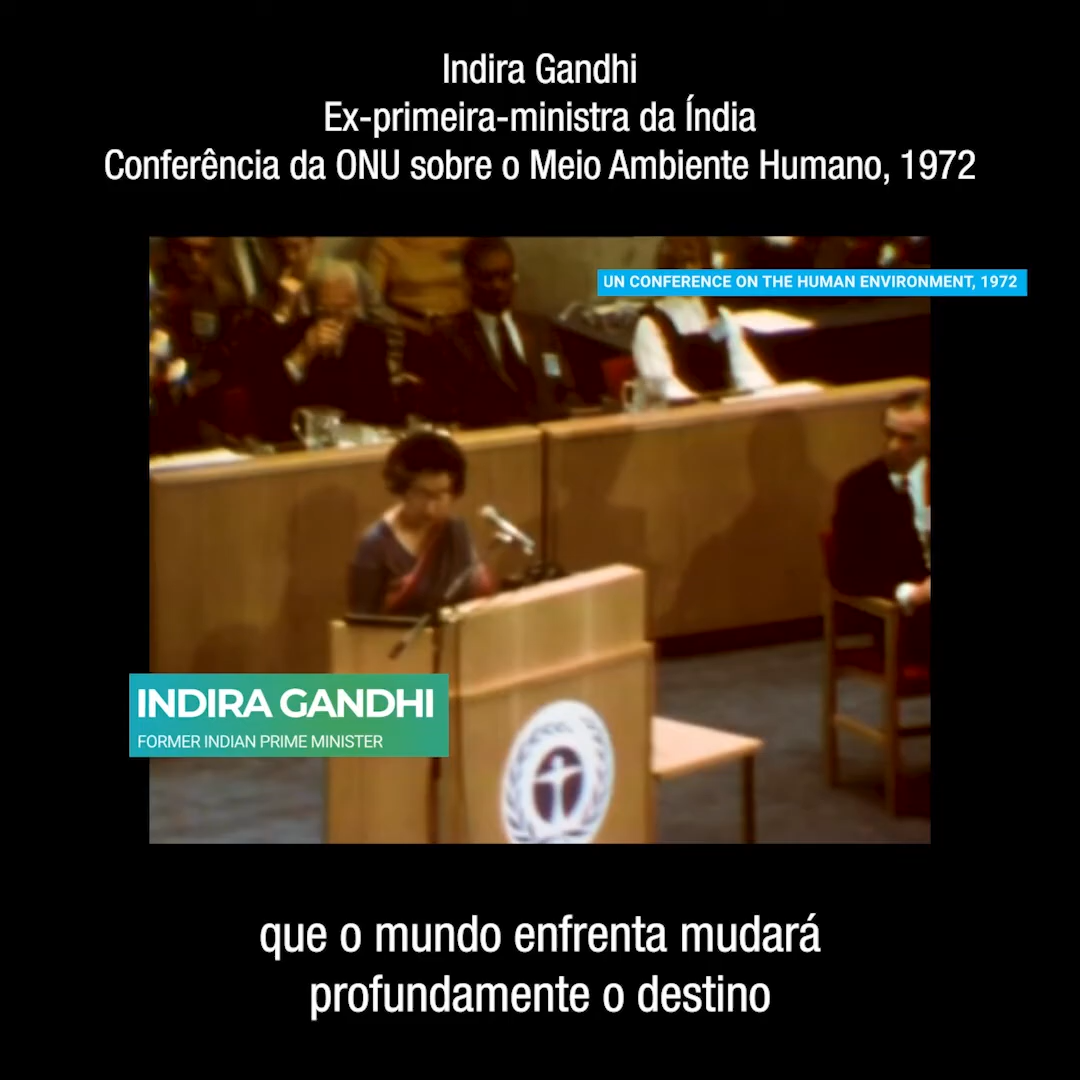 Indira Gandhi
Ex-primeira-ministra da Índia
Conferência da ONU sobre o Meio Ambiente Humano, 1972
UN CONFERENCE ON THE HUMAN ENVIRONMENT, 1972
INDIRA GANDHI
FORMER INDIAN PRIME MINISTER
que o mundo enfrenta mudará
profundamente o destino